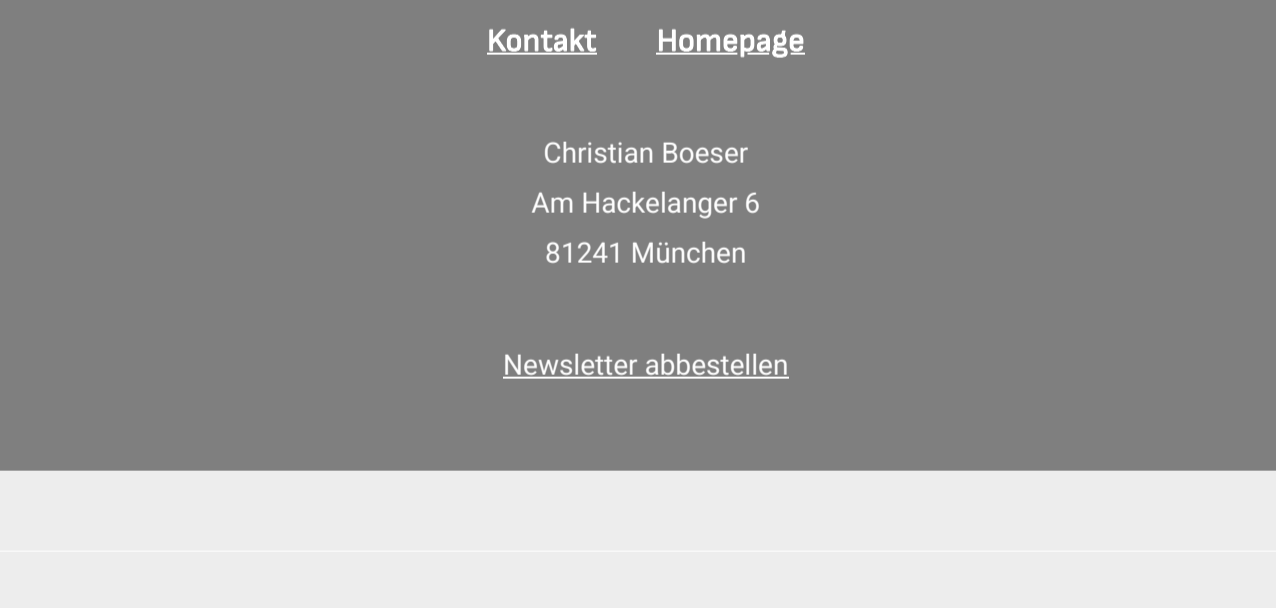 Kontakt Homepage
Christian Boeser
Am Hackelanger 6
81241 München
Newsletter abbestellen